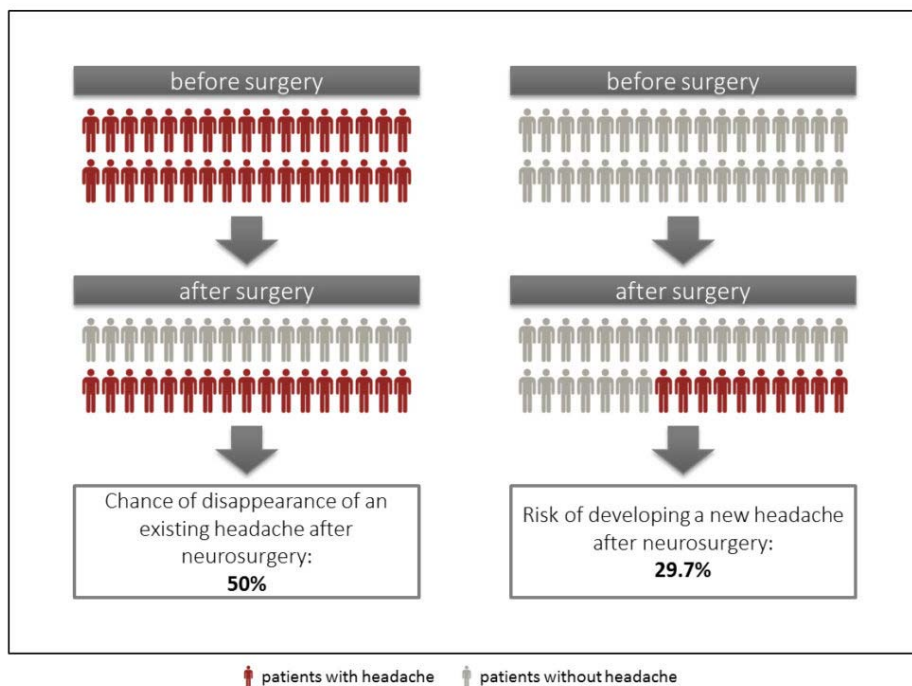 before surgery
after surgery
Chance of disappearance of an
existing headache after
neurosurgery:
50%
before surgery
after surgery
Risk of developing a new headache
after neurosurgery:
29.7%
patients with headache
patients without headache